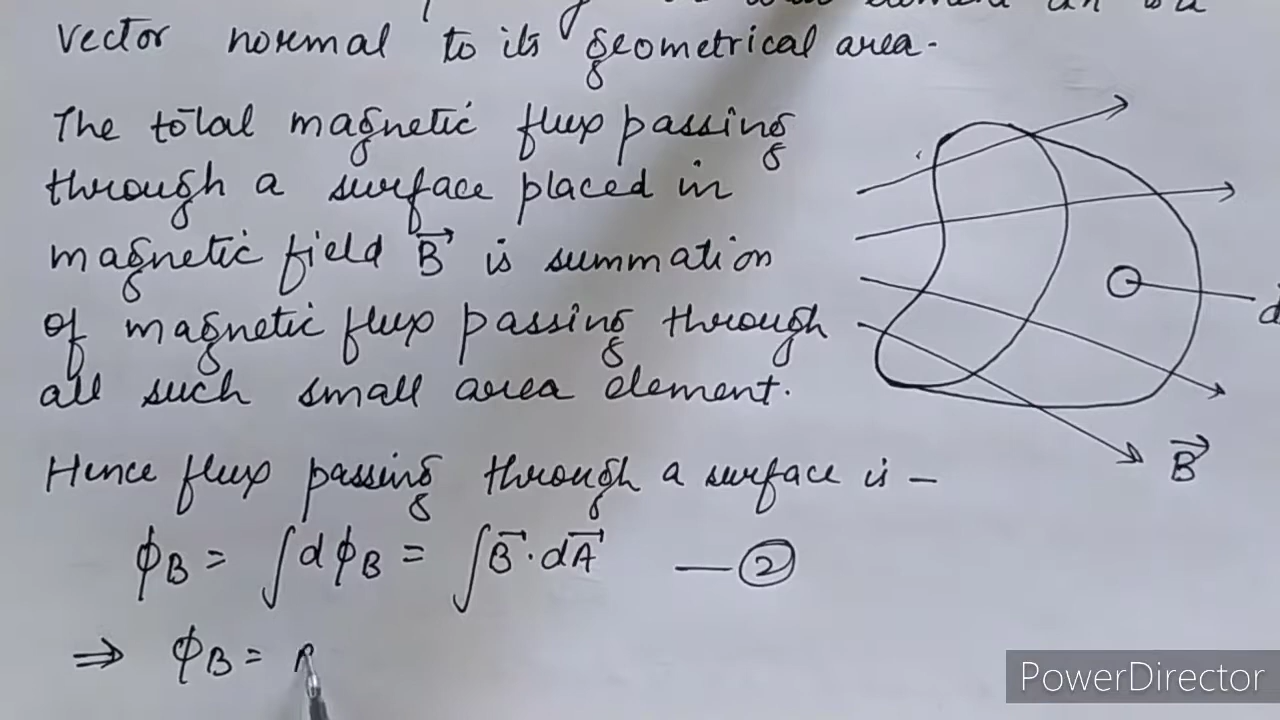 vector normal to its geometrical area.
The total magnetic flux passing
through a surface placed in
magnetic field B⃗ is summation
of magnetic flux passing through
all such small area element.
Hence flux passing through a surface is –
ϕB = ∫dϕB = ∫B⃗·dA⃗ — ②
⇒ ϕB =
B⃗
PowerDirector